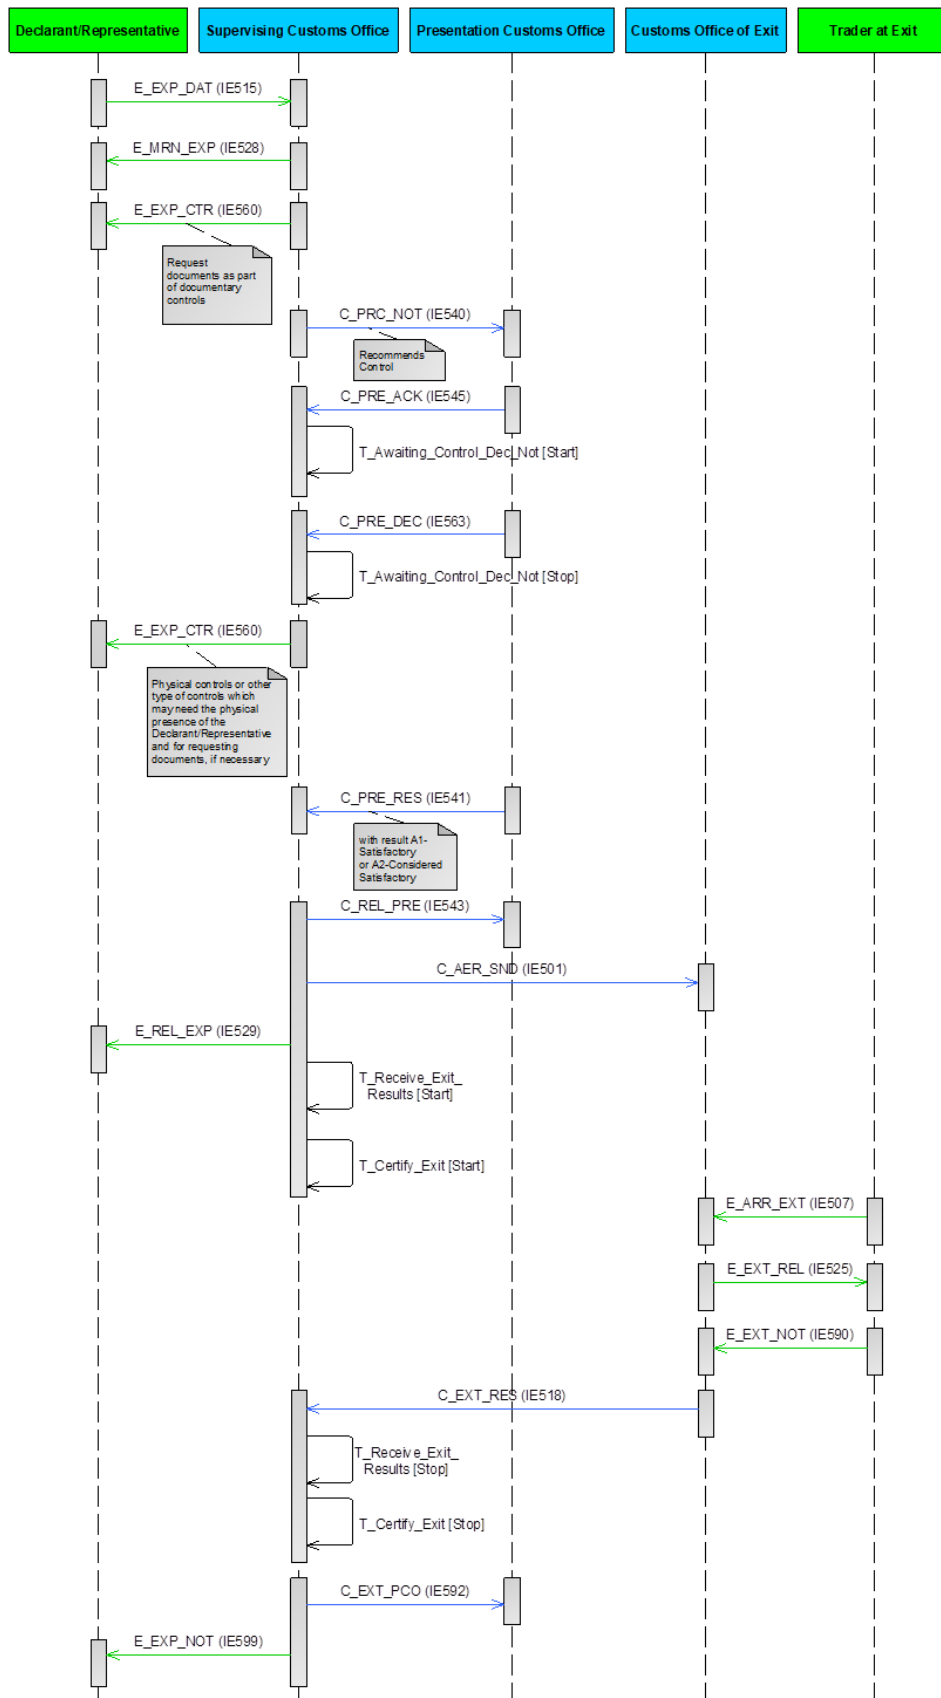 Declarant/Representative
Supervising Customs Office
Presentation Customs Office
Customs Office of Exit
Trader at Exit
E_EXP_DAT (IE515)
E_MRN_EXP (IE528)
E_EXP_CTR (IE560)
Request
documents as part
of documentary
controls
C_PRC_NOT (IE540)
Recommends
Control
C_PRE_ACK (IE545)
T_Awaiting_Control_Dec_Not [Start]
C_PRE_DEC (IE563)
T_Awaiting_Control_Dec_Not [Stop]
E_EXP_CTR (IE560)
Physical controls or other
type of controls which
may need the physical
presence of the
Declarant/Representative
and for requesting
documents, if necessary
C_PRE_RES (IE541)
with result A1-
Satisfactory
or A2-Considered
Satisfactory
C_REL_PRE (IE543)
C_AER_SND (IE501)
E_REL_EXP (IE529)
T_Receive_Exit_
Results [Start]
T_Certify_Exit [Start]
E_ARR_EXT (IE507)
E_EXT_REL (IE525)
E_EXT_NOT (IE590)
C_EXT_RES (IE518)
T_Receive_Exit_
Results [Stop]
T_Certify_Exit [Stop]
C_EXT_PCO (IE592)
E_EXP_NOT (IE599)